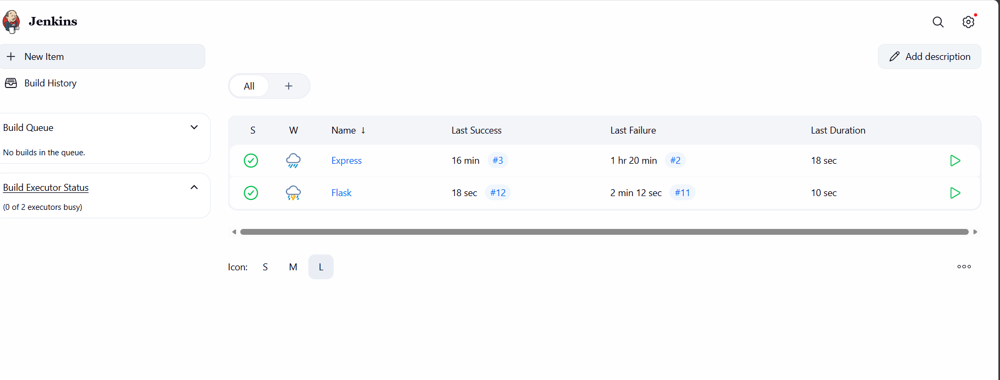 Jenkins
New Item
Add description
Build History
All
Build Queue
No builds in the queue.
Build Executor Status
(0 of 2 executors busy)
S W Name ↓ Last Success Last Failure Last Duration
Express 16 min #3 1 hr 20 min #2 18 sec
Flask 18 sec #12 2 min 12 sec #11 10 sec
Icon: S M L